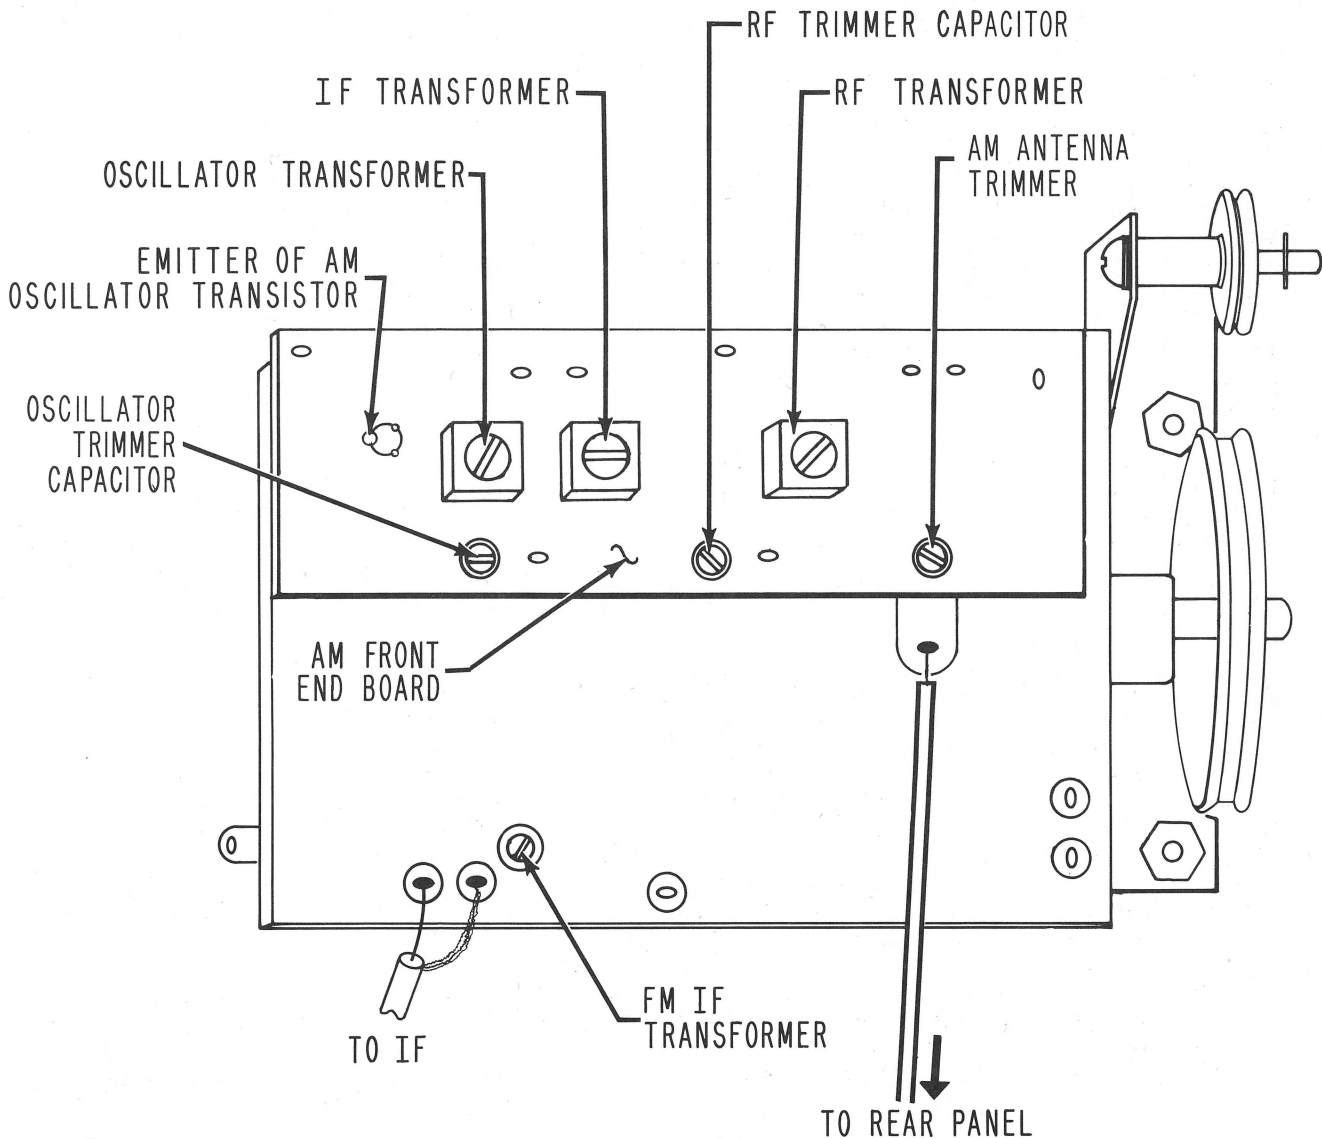 RF TRIMMER CAPACITOR
IF TRANSFORMER
RF TRANSFORMER
AM ANTENNA
TRIMMER
OSCILLATOR TRANSFORMER
EMITTER OF AM
OSCILLATOR TRANSISTOR
OSCILLATOR
TRIMMER
CAPACITOR
AM FRONT
END BOARD
FM IF
TRANSFORMER
TO IF
TO REAR PANEL